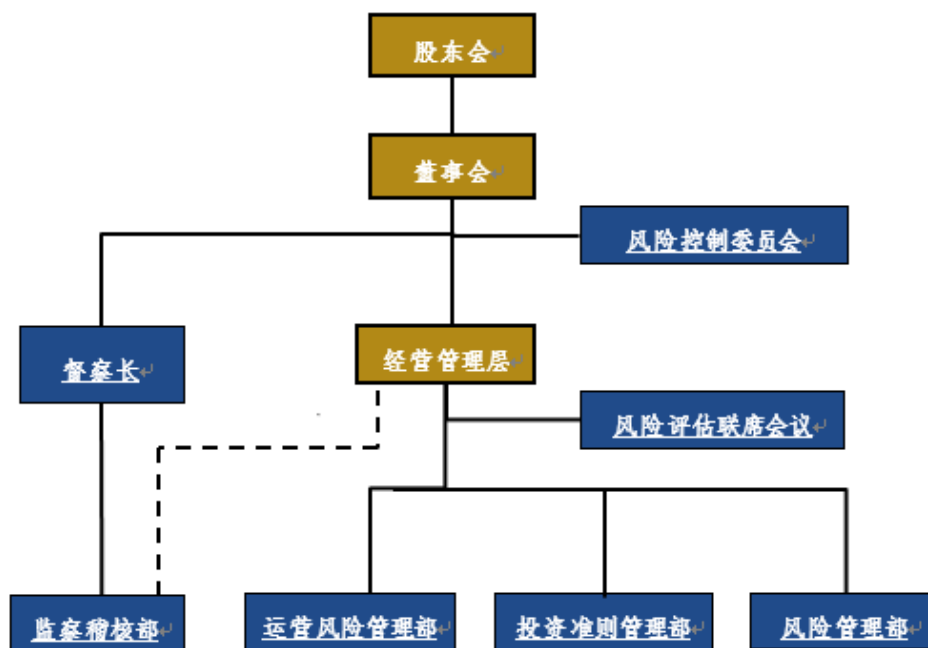 股东会
董事会
风险控制委员会
督察长
经营管理层
风险评估联席会议
监察稽核部
运营风险管理部
投资准则管理部
风险管理部